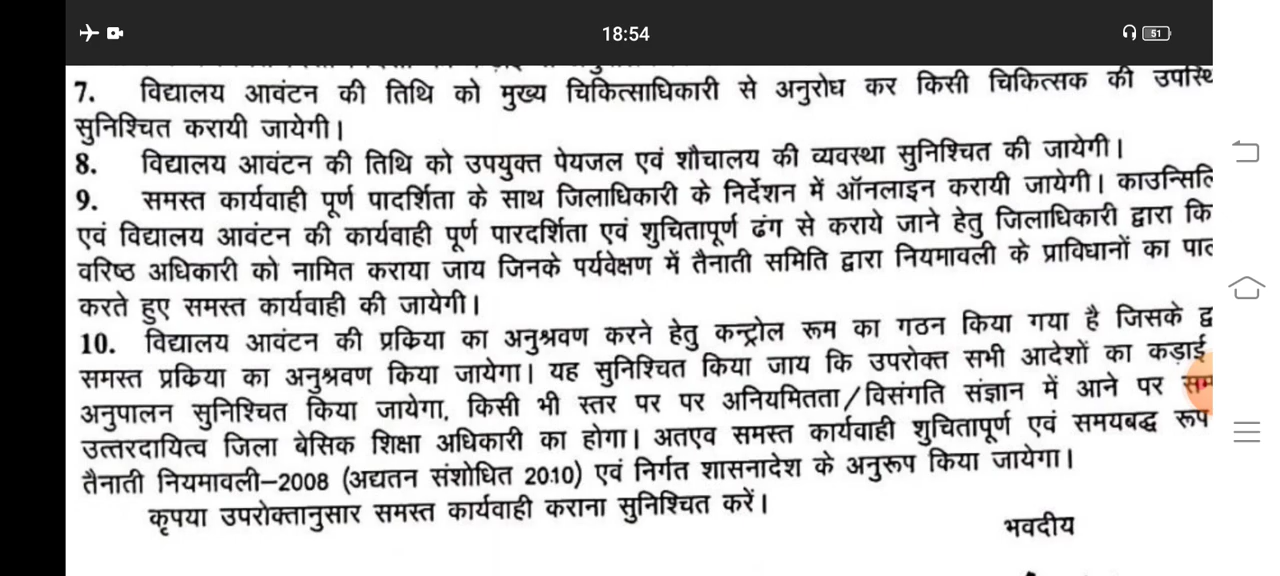 18:54
51
7. विद्यालय आवंटन की तिथि को मुख्य चिकित्साधिकारी से अनुरोध कर किसी चिकित्सक की
सुनिश्चित करायी जायेगी।
8. विद्यालय आवंटन की तिथि को उपयुक्त पेयजल एवं शौचालय की व्यवस्था सुनिश्चित की जायेगी।
9. समस्त कार्यवाही पूर्ण पादर्शिता के साथ जिलाधिकारी के निर्देशन में ऑनलाइन करायी जायेगी।
एवं विद्यालय आवंटन की कार्यवाही पूर्ण पारदर्शिता एवं शुचितापूर्ण ढंग से कराये जाने हेतु जिलाधिकारी द्वारा
वरिष्ठ अधिकारी को नामित कराया जाय जिनके पर्यवेक्षण में तैनाती समिति द्वारा नियमावली के प्राविधानों का
करते हुए समस्त कार्यवाही की जायेगी।
10. विद्यालय आवंटन की प्रकिया का अनुश्रवण करने हेतु कन्ट्रोल रूम का गठन किया गया है जिसके
समस्त प्रकिया का अनुश्रवण किया जायेगा। यह सुनिश्चित किया जाय कि उपरोक्त सभी आदेशों का कड़ाई
अनुपालन सुनिश्चित किया जायेगा, किसी भी स्तर पर पर अनियमितता/विसंगति संज्ञान में आने पर
उत्तरदायित्व जिला बेसिक शिक्षा अधिकारी का होगा। अतएव समस्त कार्यवाही शुचितापूर्ण एवं समयबद्ध रूप
तैनाती नियमावली-2008 (अद्यतन संशोधित 2010) एवं निर्गत शासनादेश के अनुरूप किया जायेगा।
कृपया उपरोक्तानुसार समस्त कार्यवाही कराना सुनिश्चित करें।
भवदीय